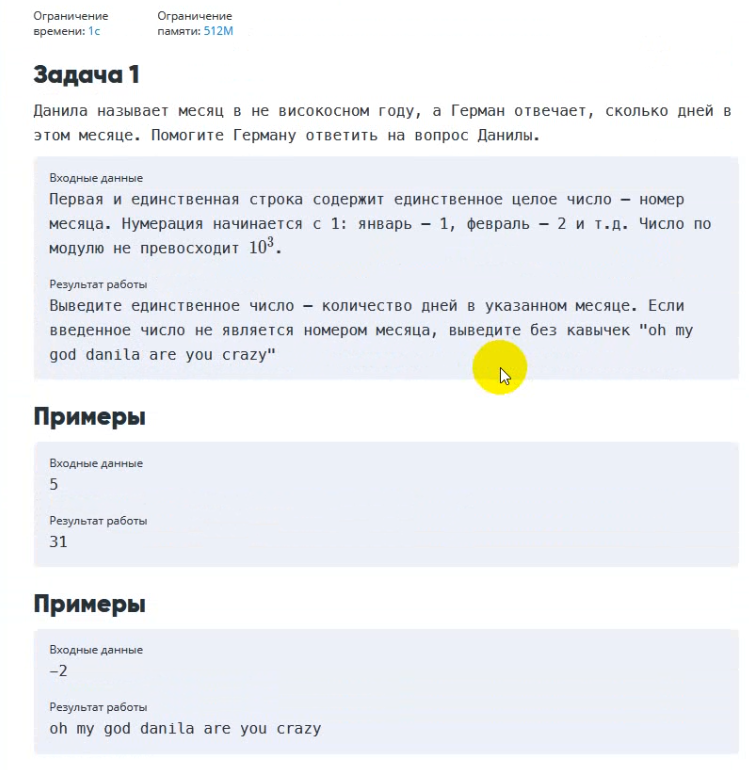 Ограничение времени: 1с
Ограничение памяти: 512M
Задача 1
Данила называет месяц в не високосном году, а Герман отвечает, сколько дней в
этом месяце. Помогите Герману ответить на вопрос Данилы.
Входные данные
Первая и единственная строка содержит единственное целое число — номер
месяца. Нумерация начинается с 1: январь — 1, февраль — 2 и т.д. Число по
модулю не превосходит 10³.
Результат работы
Выведите единственное число — количество дней в указанном месяце. Если
введенное число не является номером месяца, выведите без кавычек "oh my
god danila are you crazy"
Примеры
Входные данные
5
Результат работы
31
Примеры
Входные данные
−2
Результат работы
oh my god danila are you crazy